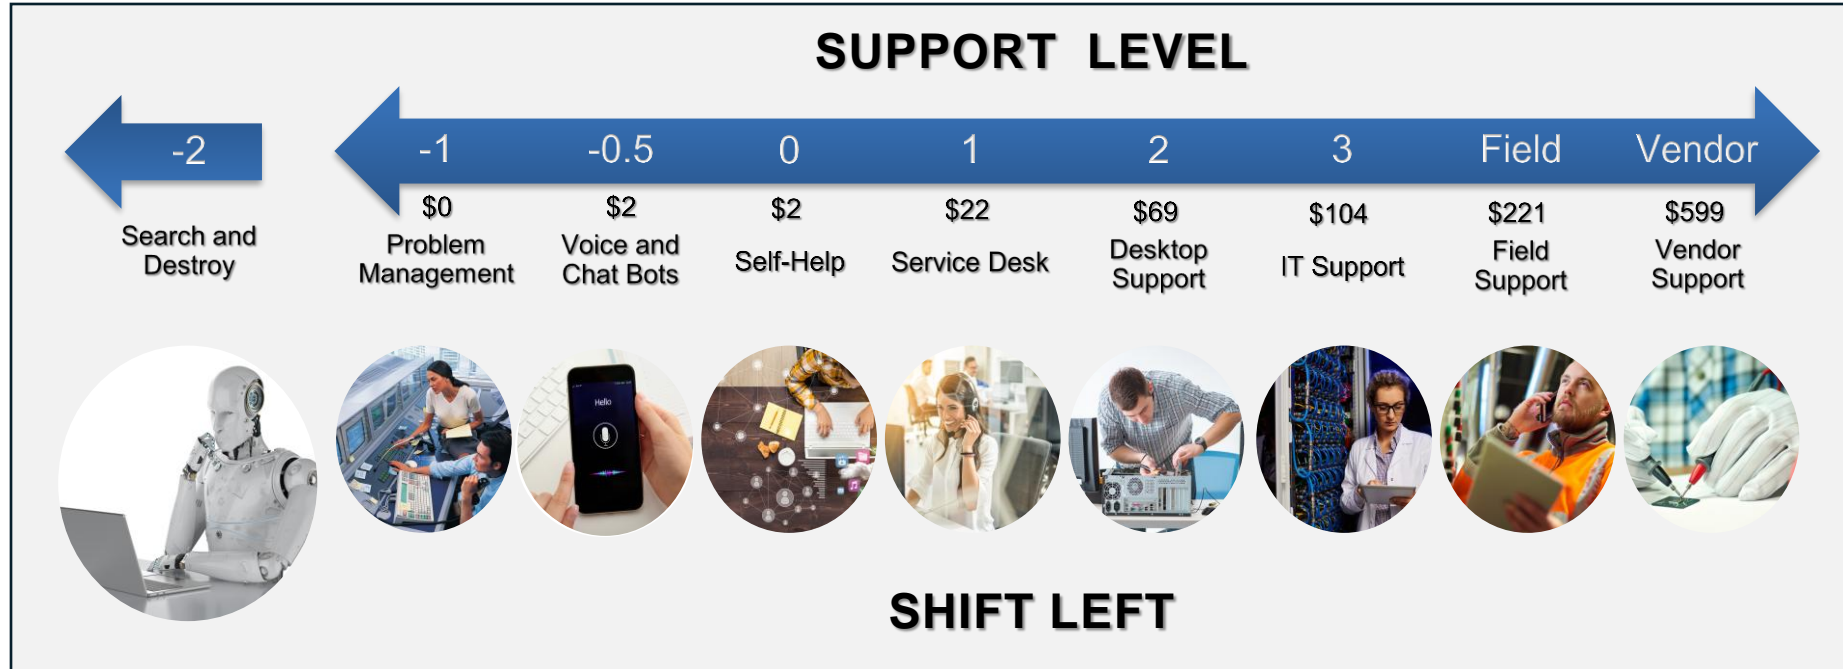 SUPPORT LEVEL
-2
-1
-0.5
0
1
2
3
Field
Vendor
$0
$2
$2
$22
$69
$104
$221
$599
Search and
Destroy
Problem
Management
Voice and
Chat Bots
Self-Help
Service Desk
Desktop
Support
IT Support
Field
Support
Vendor
Support
Hello
SHIFT LEFT